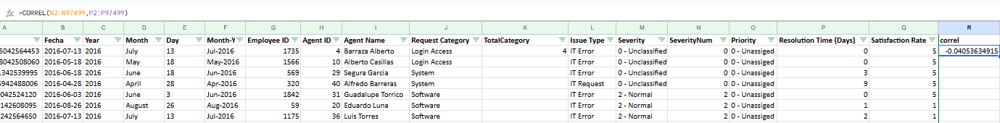 fx =CORREL(N2:N97499,P2:P97499)
A B C D E F G H I J K L M N O P Q R
Fecha Year Month Day Month-Y Employee ID Agent ID Agent Name Request Category TotalCategory Issue Type Severity SeverityNum Priority Resolution Time (Days) Satisfaction Rate correl
5042564453 2016-07-13 2016 July 13 Jul-2016 1735 4 Barraza Alberto Login Access 4 IT Error 0 - Unclassified 0 0 - Unassiged 0 5 -0.04053634915
8042508060 2016-05-18 2016 May 18 May-2016 1566 10 Alberto Casillas Login Access IT Error 0 - Unclassified 0 0 - Unassiged 0 5
1342539995 2016-06-18 2016 June 18 Jun-2016 569 29 Segura Garcia System IT Error 0 - Unclassified 0 0 - Unassiged 3 5
5942488006 2016-04-28 2016 April 28 Apr-2016 320 40 Alfredo Barreras System IT Request 0 - Unclassified 0 0 - Unassiged 9 5
042524120 2016-06-03 2016 June 3 Jun-2016 1842 31 Guadalupe Torrico Software IT Error 2 - Normal 2 0 - Unassiged 0 5
9142608095 2016-08-26 2016 August 26 Aug-2016 59 20 Eduardo Luna Software IT Error 2 - Normal 2 0 - Unassiged 1 1
0242564650 2016-07-13 2016 July 13 Jul-2016 1175 36 Luis Torres Software IT Error 2 - Normal 2 0 - Unassiged 2 1